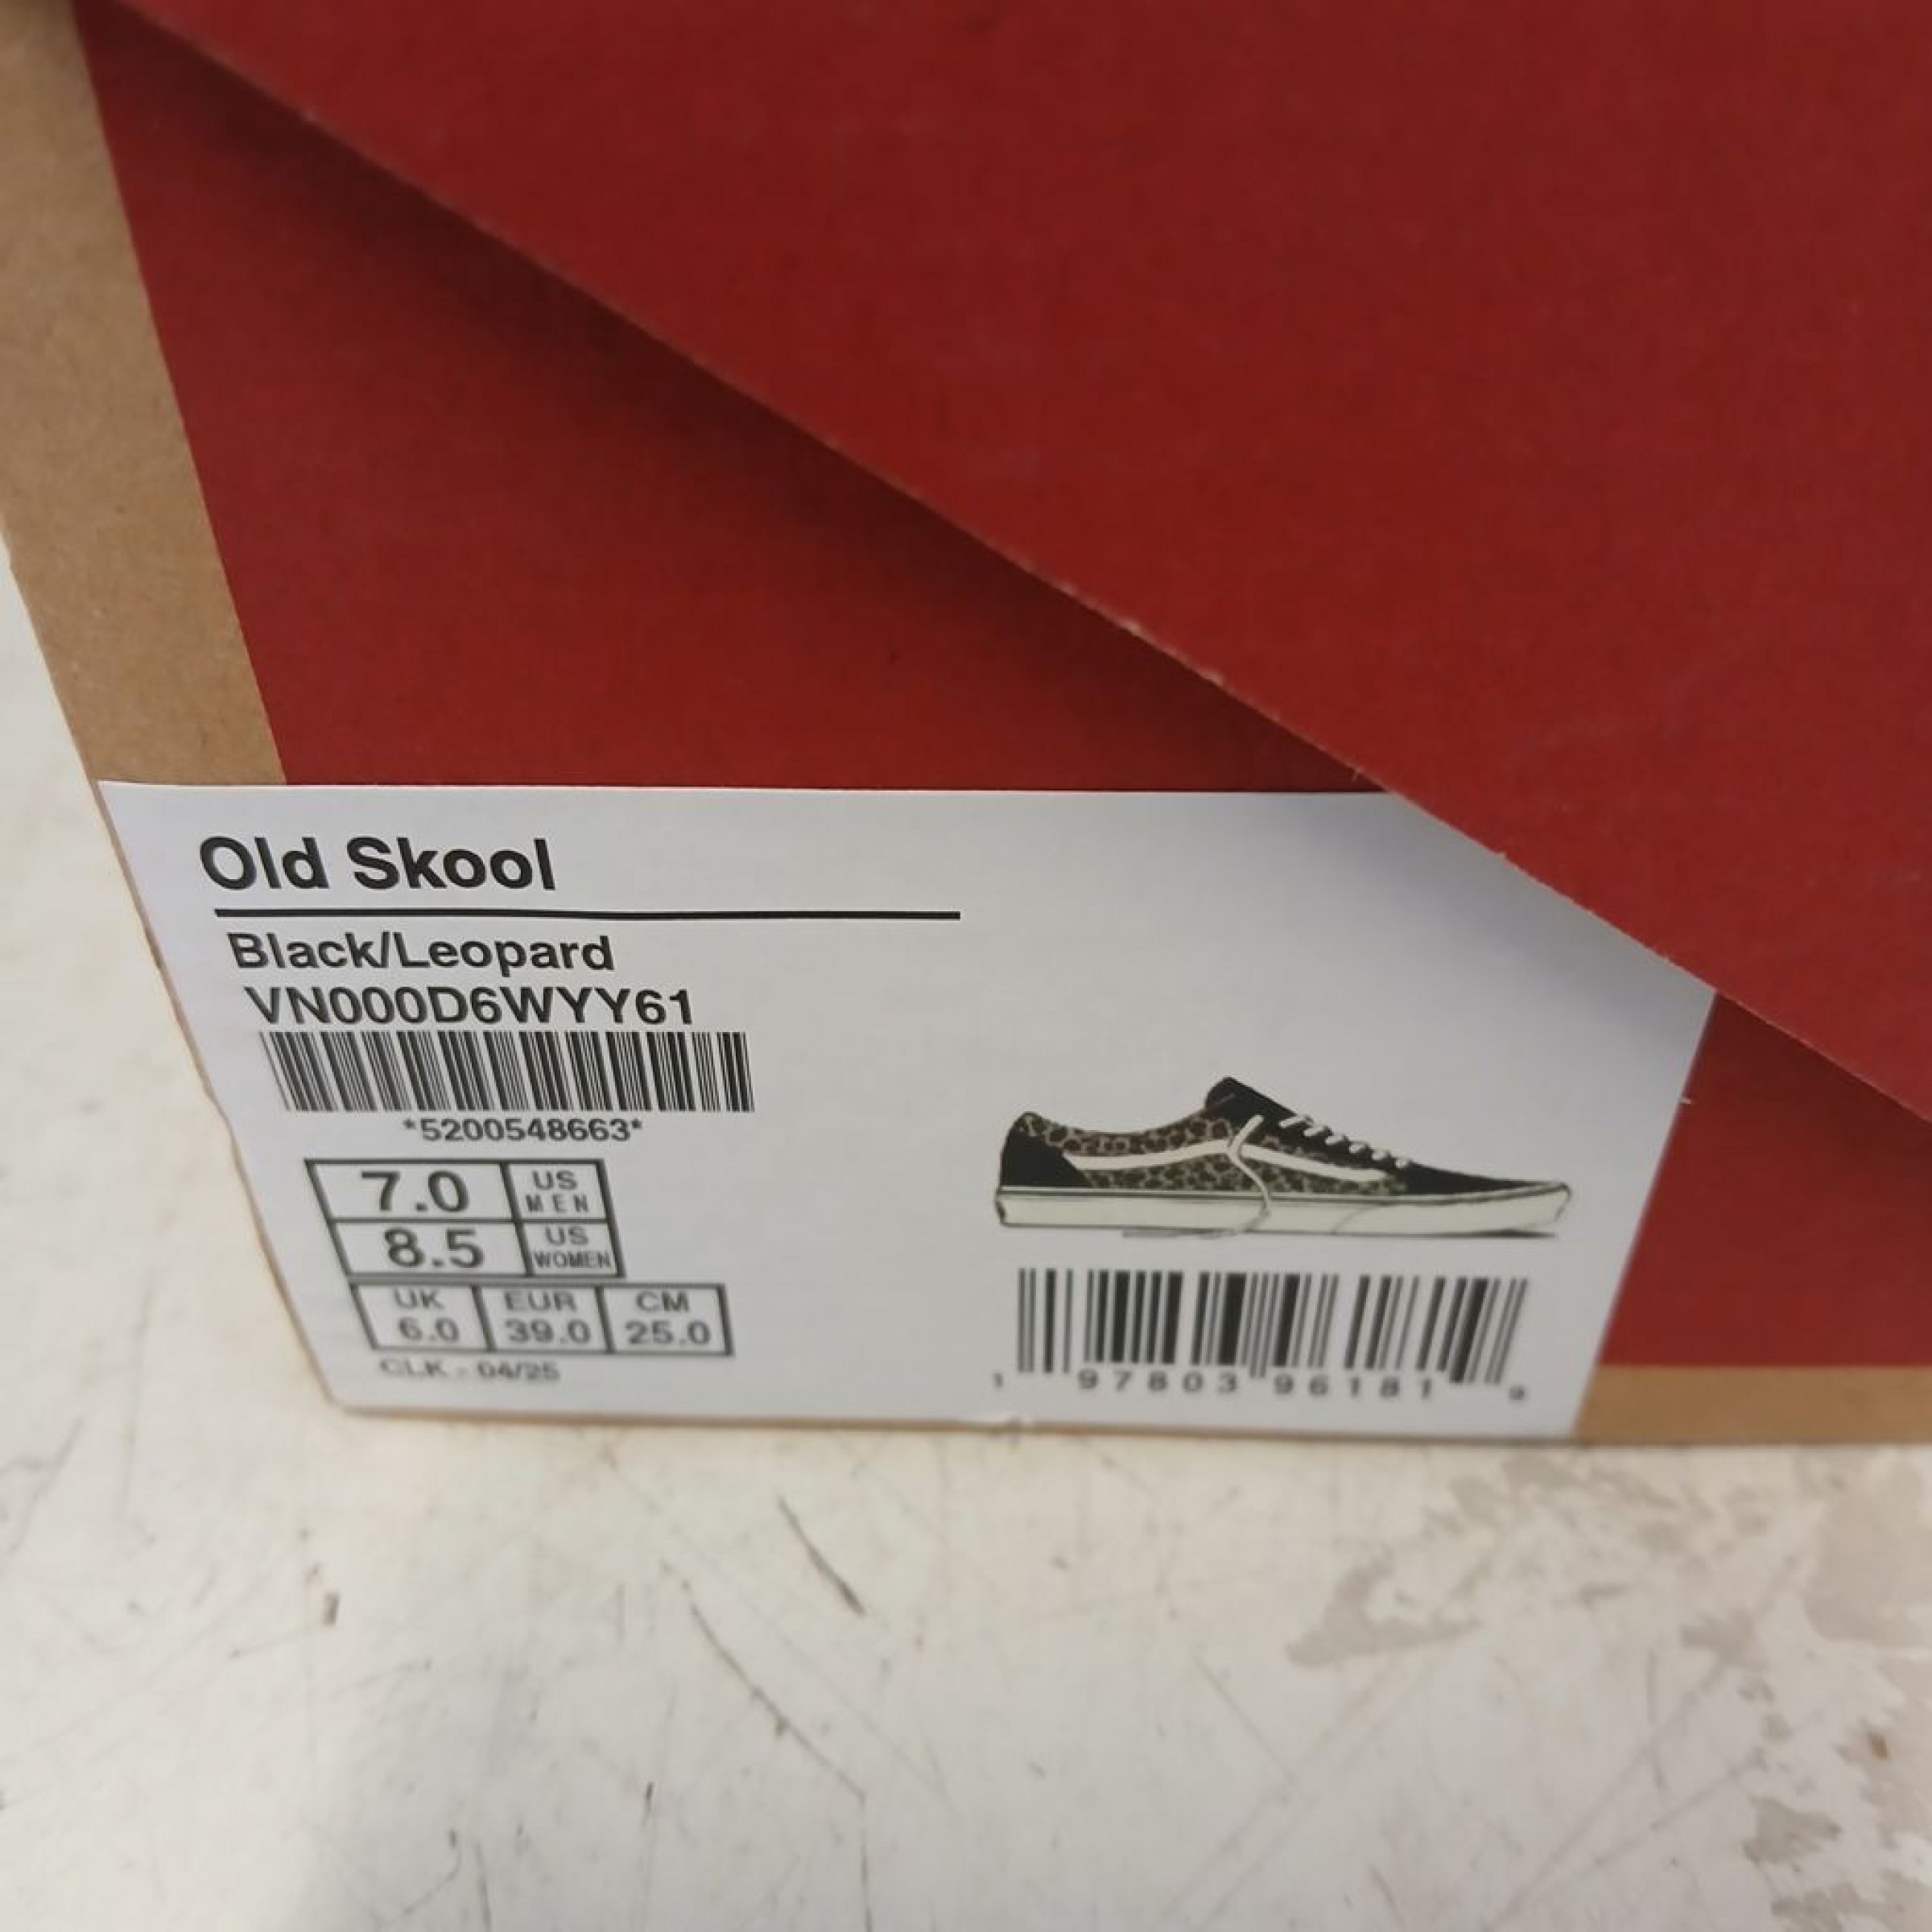 Old Skool
Black/Leopard
VN000D6WYY61
*5200548663*
7.0 US MEN
8.5 US WOMEN
UK EUR CM
6.0 39.0 25.0
CLK - 04/25
1 97803 96181 9